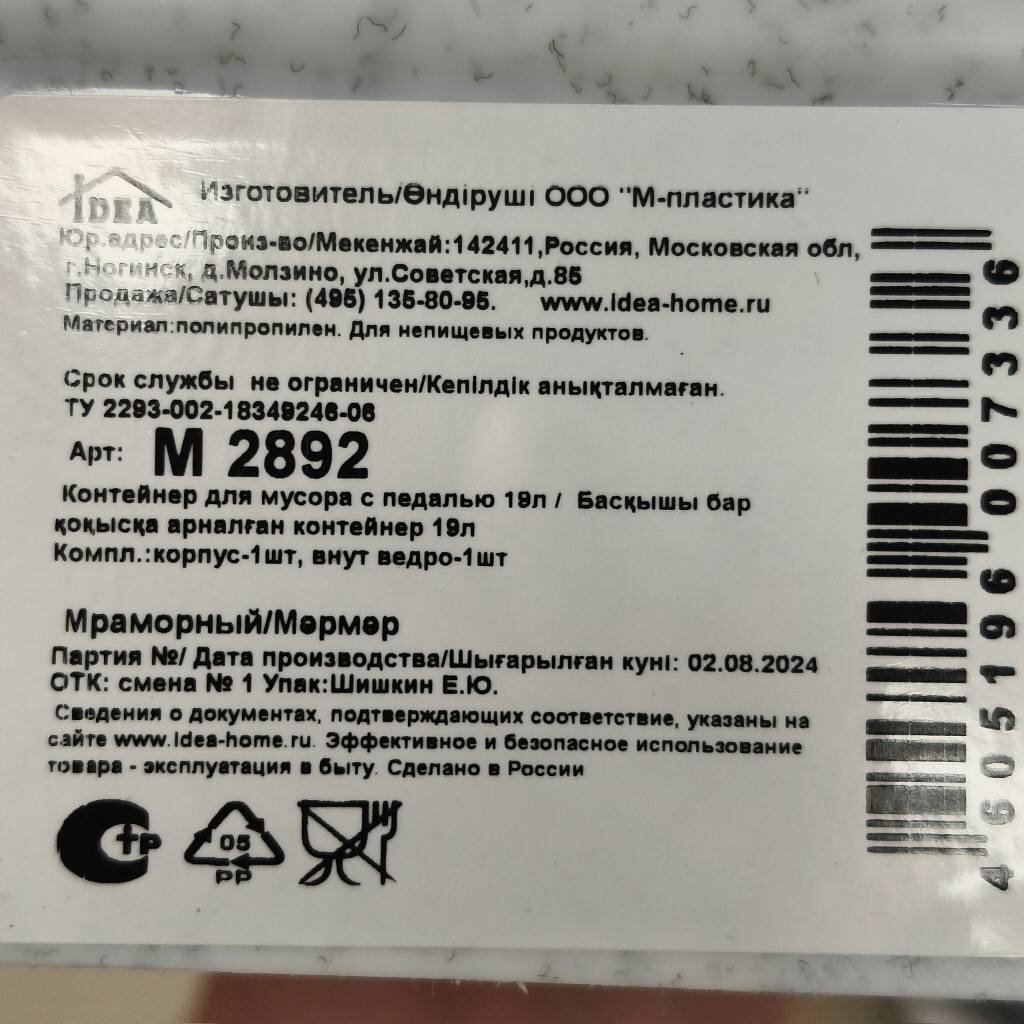 IDEA
Изготовитель/Өндіруші ООО "М-пластика"
Юр.адрес/Произ-во/Мекенжай:142411,Россия, Московская обл,
г.Ногинск, д.Молзино, ул.Советская,д.85
Продажа/Сатушы: (495) 135-80-95. www.idea-home.ru
Материал:полипропилен. Для непищевых продуктов.
Срок службы не ограничен/Кепілдік анықталмаған.
ТУ 2293-002-18349246-06
Арт: М 2892
Контейнер для мусора с педалью 19л / Басқышы бар
қоқысқа арналған контейнер 19л
Компл.:корпус-1шт, внут ведро-1шт
Мраморный/Мәрмәр
Партия №/ Дата производства/Шығарылған күні: 02.08.2024
ОТК: смена № 1 Упак:Шишкин Е.Ю.
Сведения о документах, подтверждающих соответствие, указаны на
сайте www.idea-home.ru. Эффективное и безопасное использование
товара - эксплуатация в быту. Сделано в России
СтР
05
PP
4 605196 007336